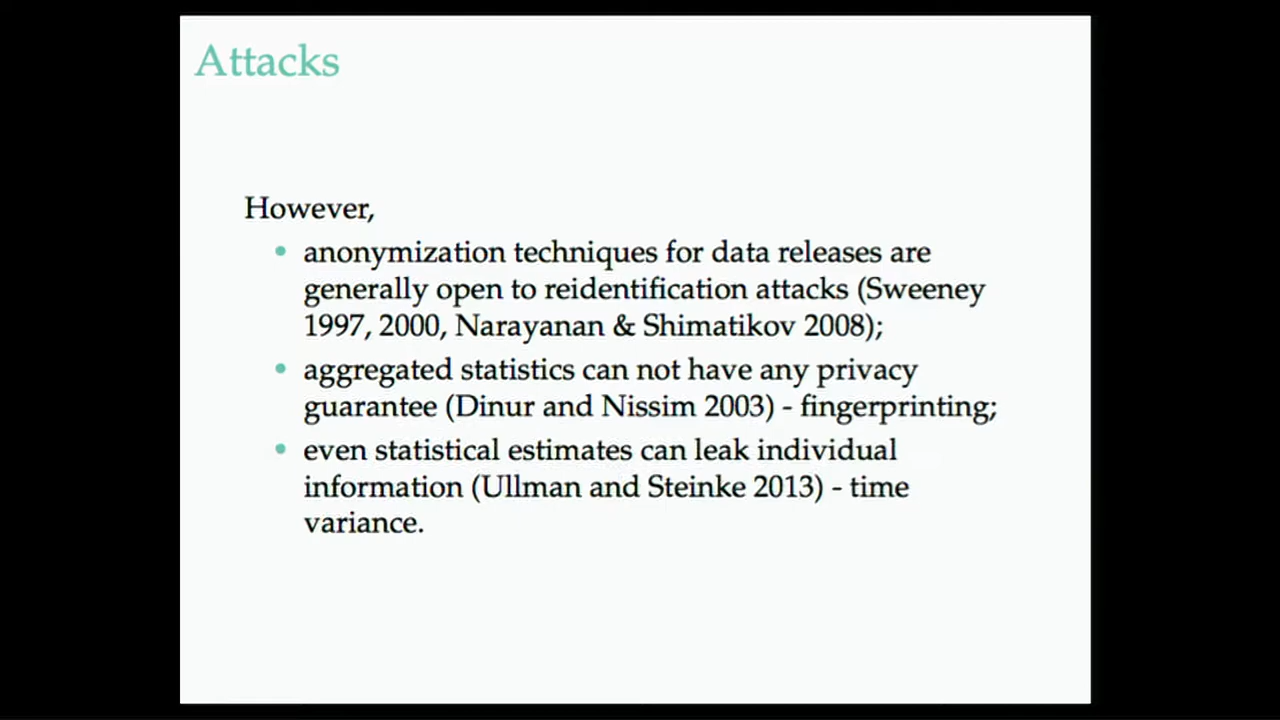 Attacks
However,
• anonymization techniques for data releases are
generally open to reidentification attacks (Sweeney
1997, 2000, Narayanan & Shimatikov 2008);
• aggregated statistics can not have any privacy
guarantee (Dinur and Nissim 2003) - fingerprinting;
• even statistical estimates can leak individual
information (Ullman and Steinke 2013) - time
variance.